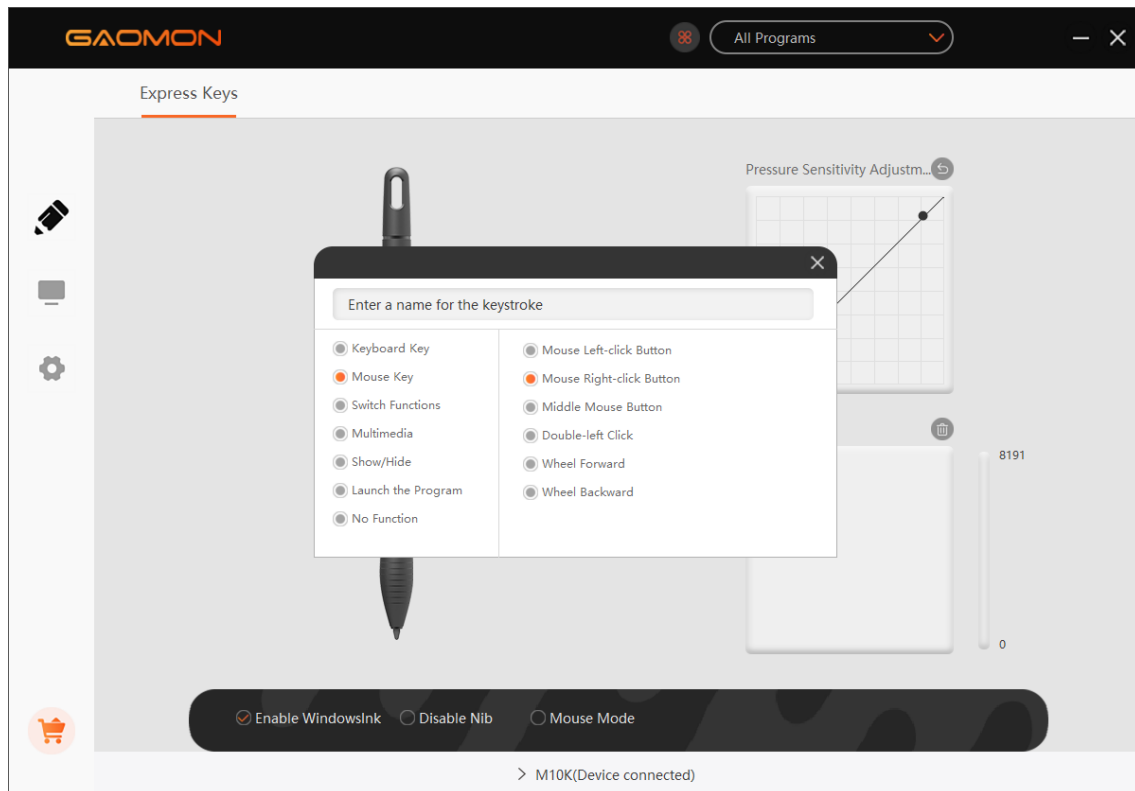 GAOMON
All Programs
Express Keys
Pressure Sensitivity Adjustm...
Enter a name for the keystroke
Keyboard Key
Mouse Key
Switch Functions
Multimedia
Show/Hide
Launch the Program
No Function
Mouse Left-click Button
Mouse Right-click Button
Middle Mouse Button
Double-left Click
Wheel Forward
Wheel Backward
8191
0
Enable WindowsInk Disable Nib Mouse Mode
M10K(Device connected)